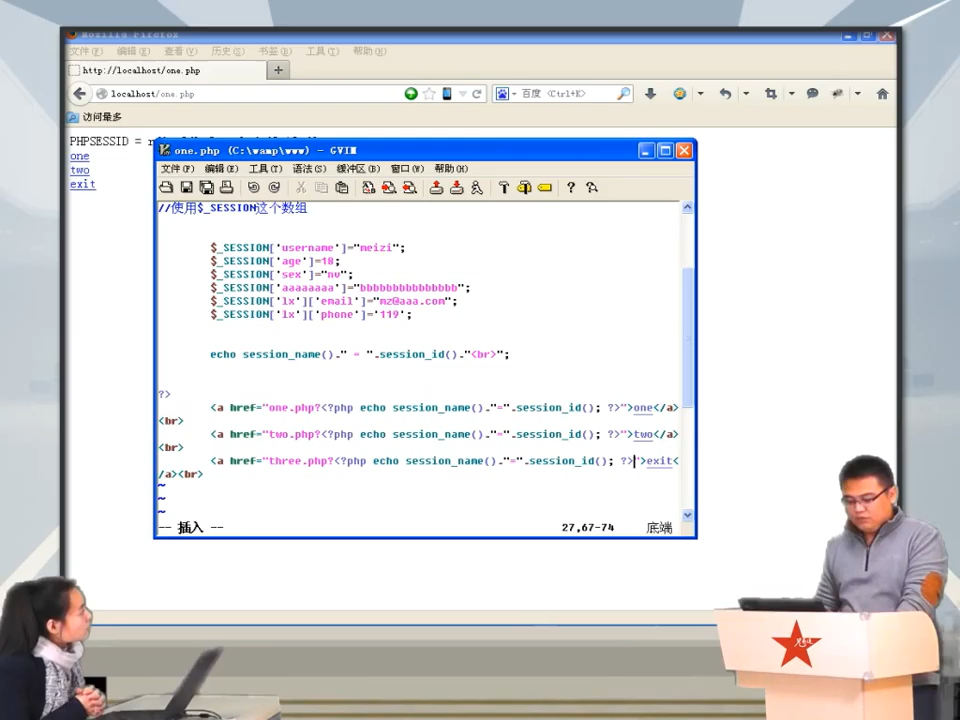 Mozilla Firefox
文件(F) 编辑(E) 查看(V) 历史(S) 书签(B) 工具(T) 帮助(H)
http://localhost/one.php
localhost/one.php
百度 <Ctrl+K>
访问最多
PHPSESSID =
one
two
exit
one.php (C:\wamp\www) - GVIM
文件(F) 编辑(E) 工具(T) 语法(S) 缓冲区(B) 窗口(W) 帮助(H)
//使用$_SESSION这个数组
$_SESSION['username']="meizi";
$_SESSION['age']=18;
$_SESSION['sex']="nv";
$_SESSION['aaaaaaaa']="bbbbbbbbbbbbbbb";
$_SESSION['lx']['email']="mz@aaa.com";
$_SESSION['lx']['phone']='119';
echo session_name()." = ".session_id()."<br>";
?>
<a href="one.php?<?php echo session_name()."=".session_id(); ?>">one</a>
<br>
<a href="two.php?<?php echo session_name()."=".session_id(); ?>">two</a>
<br>
<a href="three.php?<?php echo session_name()."=".session_id(); ?>">exit<
/a><br>
~
~
~
-- 插入 --
27,67-74
底端